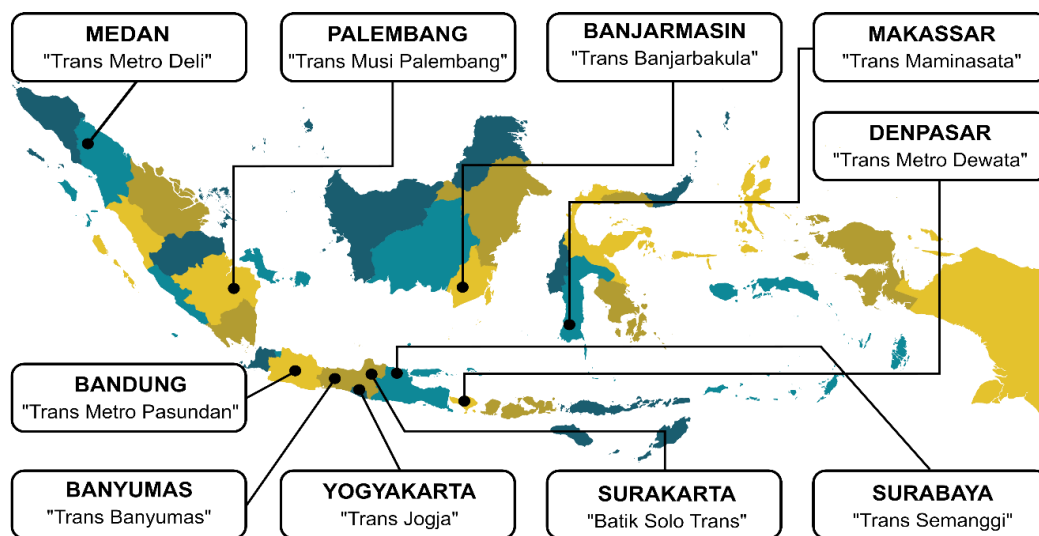 MEDAN
"Trans Metro Deli"
PALEMBANG
"Trans Musi Palembang"
BANJARMASIN
"Trans Banjarbakula"
MAKASSAR
"Trans Maminasata"
DENPASAR
"Trans Metro Dewata"
BANDUNG
"Trans Metro Pasundan"
BANYUMAS
"Trans Banyumas"
YOGYAKARTA
"Trans Jogja"
SURAKARTA
"Batik Solo Trans"
SURABAYA
"Trans Semanggi"